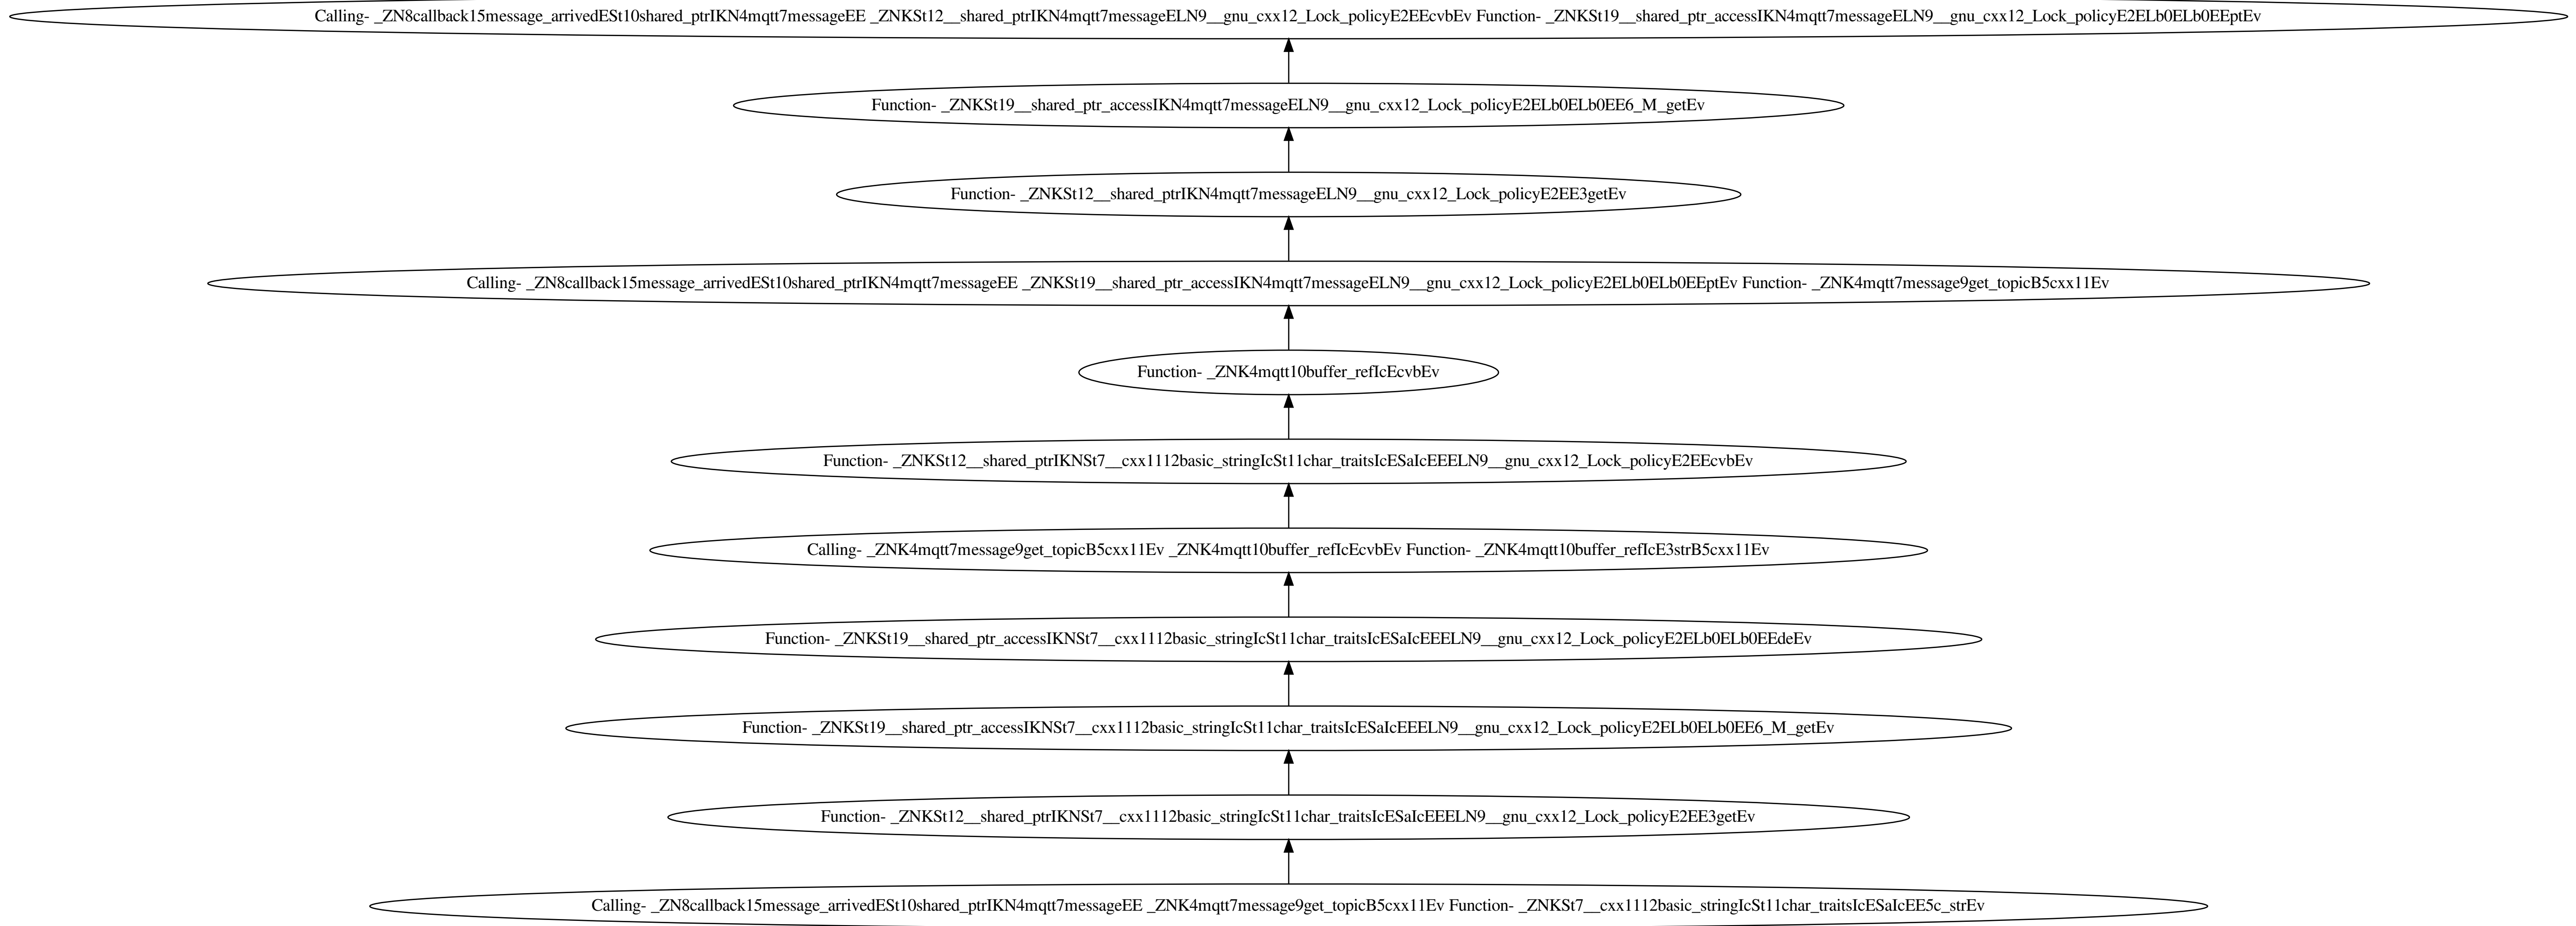 Calling- _ZN8callback15message_arrivedESt10shared_ptrIKN4mqtt7messageEE _ZNKSt12__shared_ptrIKN4mqtt7messageELN9__gnu_cxx12_Lock_policyE2EEcvbEv Function- _ZNKSt19__shared_ptr_accessIKN4mqtt7messageELN9__gnu_cxx12_Lock_policyE2ELb0ELb0EEptEv
Function- _ZNKSt19__shared_ptr_accessIKN4mqtt7messageELN9__gnu_cxx12_Lock_policyE2ELb0ELb0EE6_M_getEv
Function- _ZNKSt12__shared_ptrIKN4mqtt7messageELN9__gnu_cxx12_Lock_policyE2EE3getEv
Calling- _ZN8callback15message_arrivedESt10shared_ptrIKN4mqtt7messageEE _ZNKSt19__shared_ptr_accessIKN4mqtt7messageELN9__gnu_cxx12_Lock_policyE2ELb0ELb0EEptEv Function- _ZNK4mqtt7message9get_topicB5cxx11Ev
Function- _ZNK4mqtt10buffer_refIcEcvbEv
Function- _ZNKSt12__shared_ptrIKNSt7__cxx1112basic_stringIcSt11char_traitsIcESaIcEEELN9__gnu_cxx12_Lock_policyE2EEcvbEv
Calling- _ZNK4mqtt7message9get_topicB5cxx11Ev _ZNK4mqtt10buffer_refIcEcvbEv Function- _ZNK4mqtt10buffer_refIcE3strB5cxx11Ev
Function- _ZNKSt19__shared_ptr_accessIKNSt7__cxx1112basic_stringIcSt11char_traitsIcESaIcEEELN9__gnu_cxx12_Lock_policyE2ELb0ELb0EEdeEv
Function- _ZNKSt19__shared_ptr_accessIKNSt7__cxx1112basic_stringIcSt11char_traitsIcESaIcEEELN9__gnu_cxx12_Lock_policyE2ELb0ELb0EE6_M_getEv
Function- _ZNKSt12__shared_ptrIKNSt7__cxx1112basic_stringIcSt11char_traitsIcESaIcEEELN9__gnu_cxx12_Lock_policyE2EE3getEv
Calling- _ZN8callback15message_arrivedESt10shared_ptrIKN4mqtt7messageEE _ZNK4mqtt7message9get_topicB5cxx11Ev Function- _ZNKSt7__cxx1112basic_stringIcSt11char_traitsIcESaIcEE5c_strEv